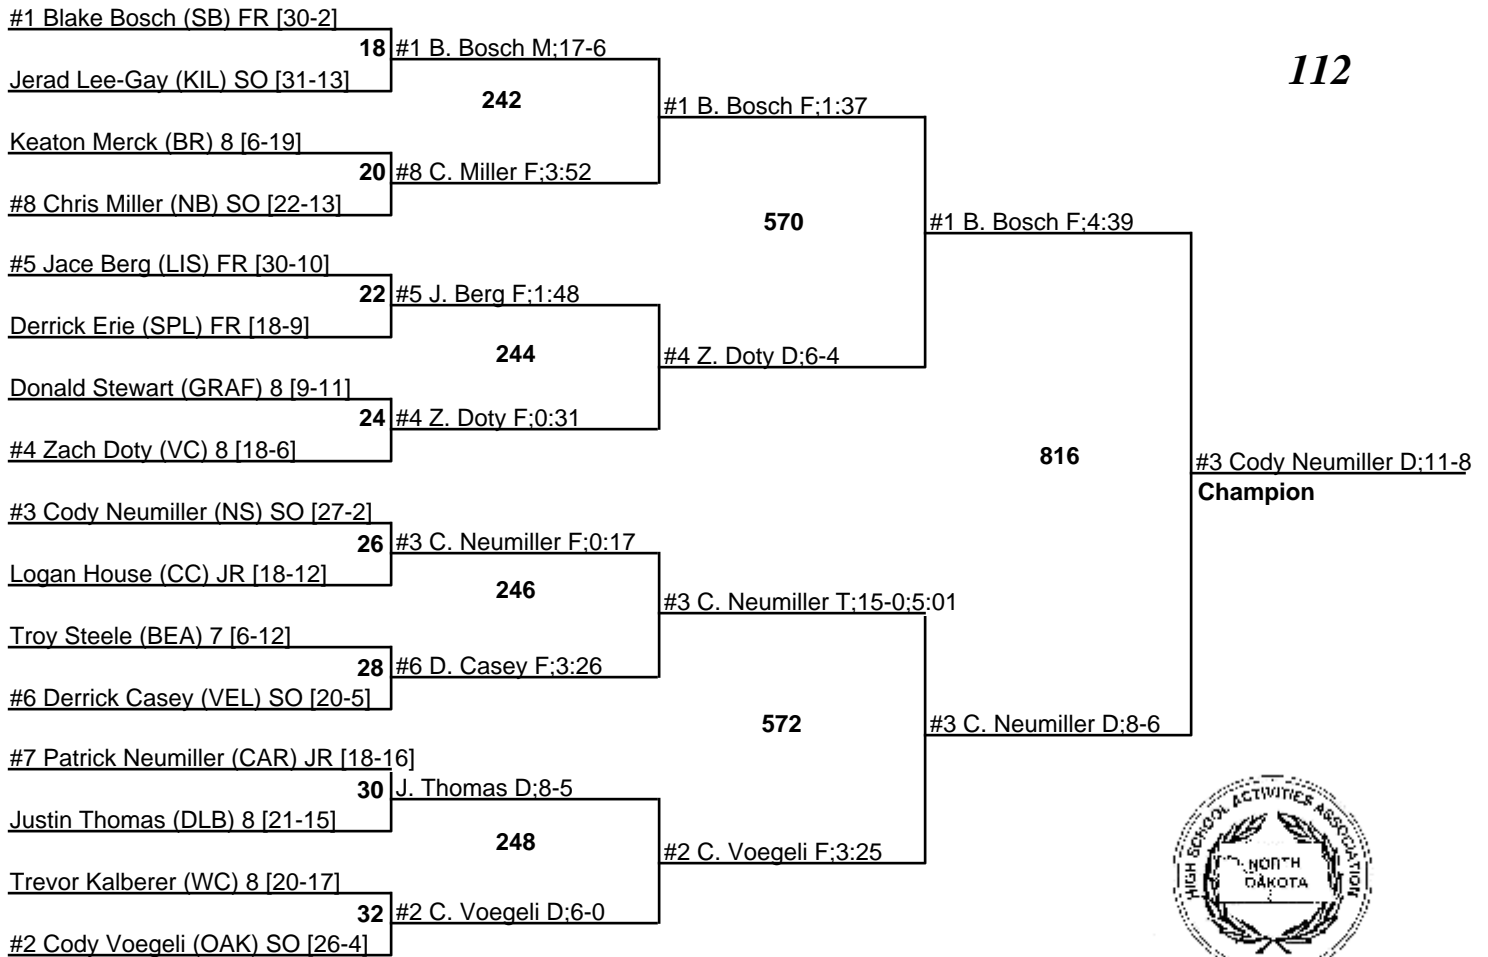 #1 Blake Bosch (SB) FR [30-2]
18 #1 B. Bosch M;17-6
Jerad Lee-Gay (KIL) SO [31-13]
112
242
#1 B. Bosch F;1:37
Keaton Merck (BR) 8 [6-19]
20 #8 C. Miller F;3:52
#8 Chris Miller (NB) SO [22-13]
570
#1 B. Bosch F;4:39
#5 Jace Berg (LIS) FR [30-10]
22 #5 J. Berg F;1:48
Derrick Erie (SPL) FR [18-9]
244
#4 Z. Doty D;6-4
Donald Stewart (GRAF) 8 [9-11]
24 #4 Z. Doty F;0:31
#4 Zach Doty (VC) 8 [18-6]
816
#3 Cody Neumiller D;11-8
Champion
#3 Cody Neumiller (NS) SO [27-2]
26 #3 C. Neumiller F;0:17
Logan House (CC) JR [18-12]
246
#3 C. Neumiller T;15-0;5:01
Troy Steele (BEA) 7 [6-12]
28 #6 D. Casey F;3:26
#6 Derrick Casey (VEL) SO [20-5]
572
#3 C. Neumiller D;8-6
#7 Patrick Neumiller (CAR) JR [18-16]
30 J. Thomas D;8-5
Justin Thomas (DLB) 8 [21-15]
248
#2 C. Voegeli F;3:25
Trevor Kalberer (WC) 8 [20-17]
32 #2 C. Voegeli D;6-0
#2 Cody Voegeli (OAK) SO [26-4]
HIGH SCHOOL ACTIVITIES ASSOCIATION
NORTH
DAKOTA